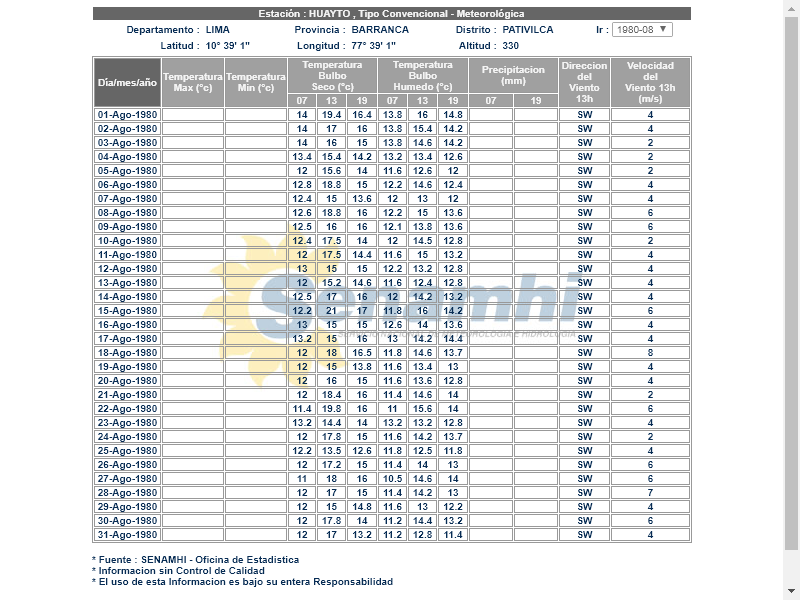 Estación : HUAYTO , Tipo Convencional - Meteorológica
Departamento : LIMA Provincia : BARRANCA Distrito : PATIVILCA Ir : 1980-08
Latitud : 10° 39' 1" Longitud : 77° 39' 1" Altitud : 330
Día/mes/año Temperatura Max (°c) Temperatura Min (°c) Temperatura Bulbo Seco (°c) Temperatura Bulbo Humedo (°c) Precipitacion (mm) Direccion del Viento 13h Velocidad del Viento 13h (m/s)
07 13 19 07 13 19 07 19
01-Ago-1980 14 19.4 16.4 13.8 16 14.8 SW 4
02-Ago-1980 14 17 16 13.8 15.4 14.2 SW 4
03-Ago-1980 14 16 15 13.8 14.6 14.2 SW 2
04-Ago-1980 13.4 15.4 14.2 13.2 13.4 12.6 SW 2
05-Ago-1980 12 15.6 14 11.6 12.6 12 SW 2
06-Ago-1980 12.8 18.8 15 12.2 14.6 12.4 SW 4
07-Ago-1980 12.4 15 13.6 12 13 12 SW 4
08-Ago-1980 12.6 18.8 16 12.2 15 13.6 SW 6
09-Ago-1980 12.5 16 16 12.1 13.8 13.6 SW 6
10-Ago-1980 12.4 17.5 14 12 14.5 12.8 SW 2
11-Ago-1980 12 17.5 14.4 11.6 15 13.2 SW 4
12-Ago-1980 13 15 15 12.2 13.2 12.8 SW 4
13-Ago-1980 12 15.2 14.6 11.6 12.4 12.8 SW 4
14-Ago-1980 12.5 17 16 12 14.2 13.2 SW 4
15-Ago-1980 12.2 21 17 11.8 16 14.2 SW 6
16-Ago-1980 13 15 15 12.6 14 13.6 SW 4
17-Ago-1980 13.2 15 16 13 14.2 14.4 SW 4
18-Ago-1980 12 18 16.5 11.8 14.6 13.7 SW 8
19-Ago-1980 12 15 13.8 11.6 13.4 13 SW 4
20-Ago-1980 12 16 15 11.6 13.6 12.8 SW 4
21-Ago-1980 12 18.4 16 11.4 14.6 14 SW 2
22-Ago-1980 11.4 19.8 16 11 15.6 14 SW 6
23-Ago-1980 13.2 14.4 14 13.2 13.2 12.8 SW 4
24-Ago-1980 12 17.8 15 11.6 14.2 13.7 SW 2
25-Ago-1980 12.2 13.5 12.6 11.8 12.5 11.8 SW 4
26-Ago-1980 12 17.2 15 11.4 14 13 SW 6
27-Ago-1980 11 18 16 10.5 14.6 14 SW 6
28-Ago-1980 12 17 15 11.4 14.2 13 SW 7
29-Ago-1980 12 15 14.8 11.6 13 12.2 SW 4
30-Ago-1980 12 17.8 14 11.2 14.4 13.2 SW 6
31-Ago-1980 12 17 13.2 11.2 12.8 11.4 SW 4
Senamhi
* Fuente : SENAMHI - Oficina de Estadistica
* Informacion sin Control de Calidad
* El uso de esta Informacion es bajo su entera Responsabilidad